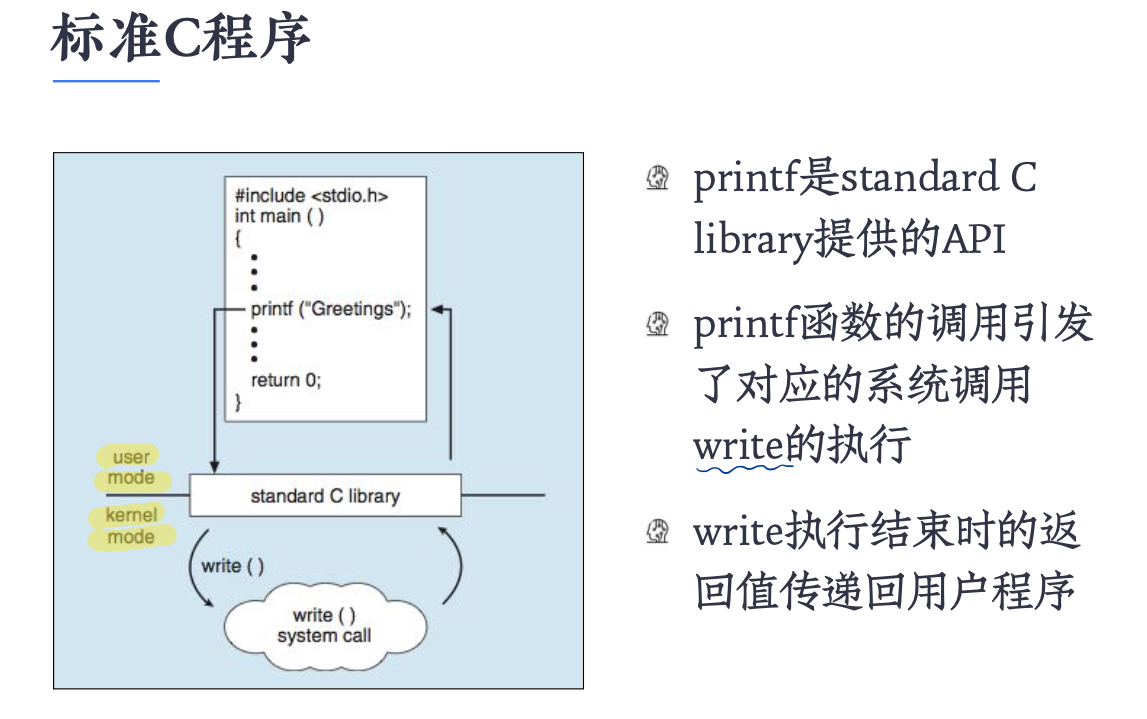 标准C程序
#include <stdio.h>
int main ( )
{
•
•
•
printf ("Greetings");
•
•
•
return 0;
}
user
mode
standard C library
kernel
mode
write ( )
write ( )
system call
printf是standard C
library提供的API
printf函数的调用引发
了对应的系统调用
write的执行
write执行结束时的返
回值传递回用户程序